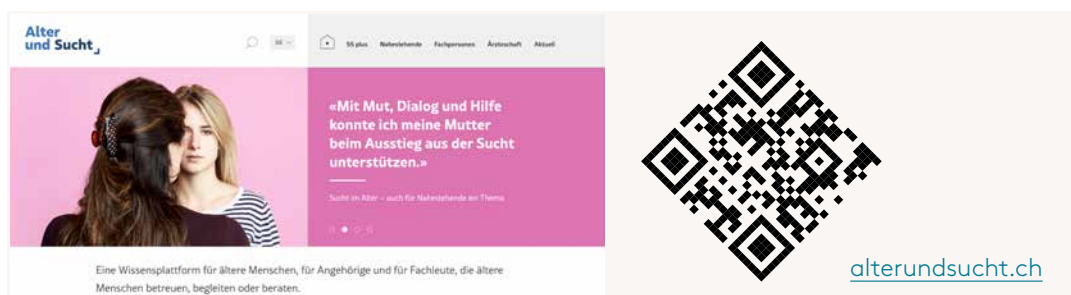 Alter
und Sucht
DE
55 plus Nahestehende Fachpersonen Ärzteschaft Aktuell
«Mit Mut, Dialog und Hilfe
konnte ich meine Mutter
beim Ausstieg aus der Sucht
unterstützen.»
Sucht im Alter – auch für Nahestehende ein Thema
Eine Wissensplattform für ältere Menschen, für Angehörige und für Fachleute, die ältere
Menschen betreuen, begleiten oder beraten.
alterundsucht.ch